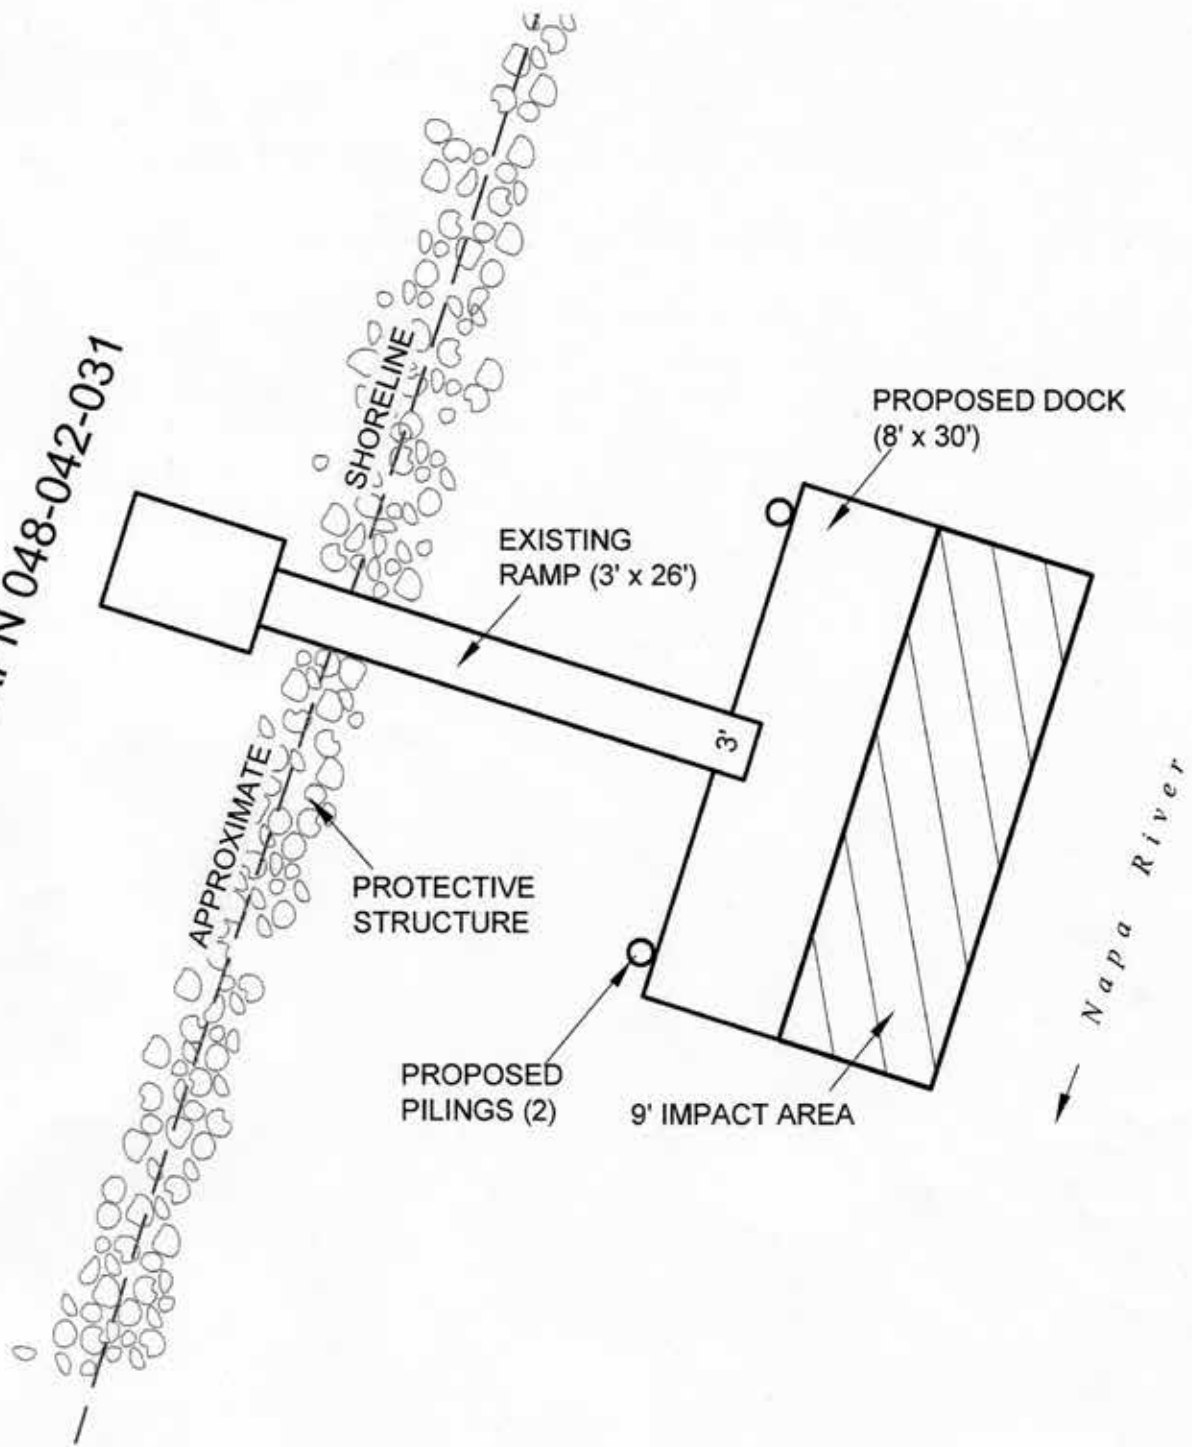 APN 048-042-031
SHORELINE
PROPOSED DOCK
(8' x 30')
EXISTING
RAMP (3' x 26')
3'
APPROXIMATE
PROTECTIVE
STRUCTURE
Napa River
PROPOSED
PILINGS (2)
9' IMPACT AREA